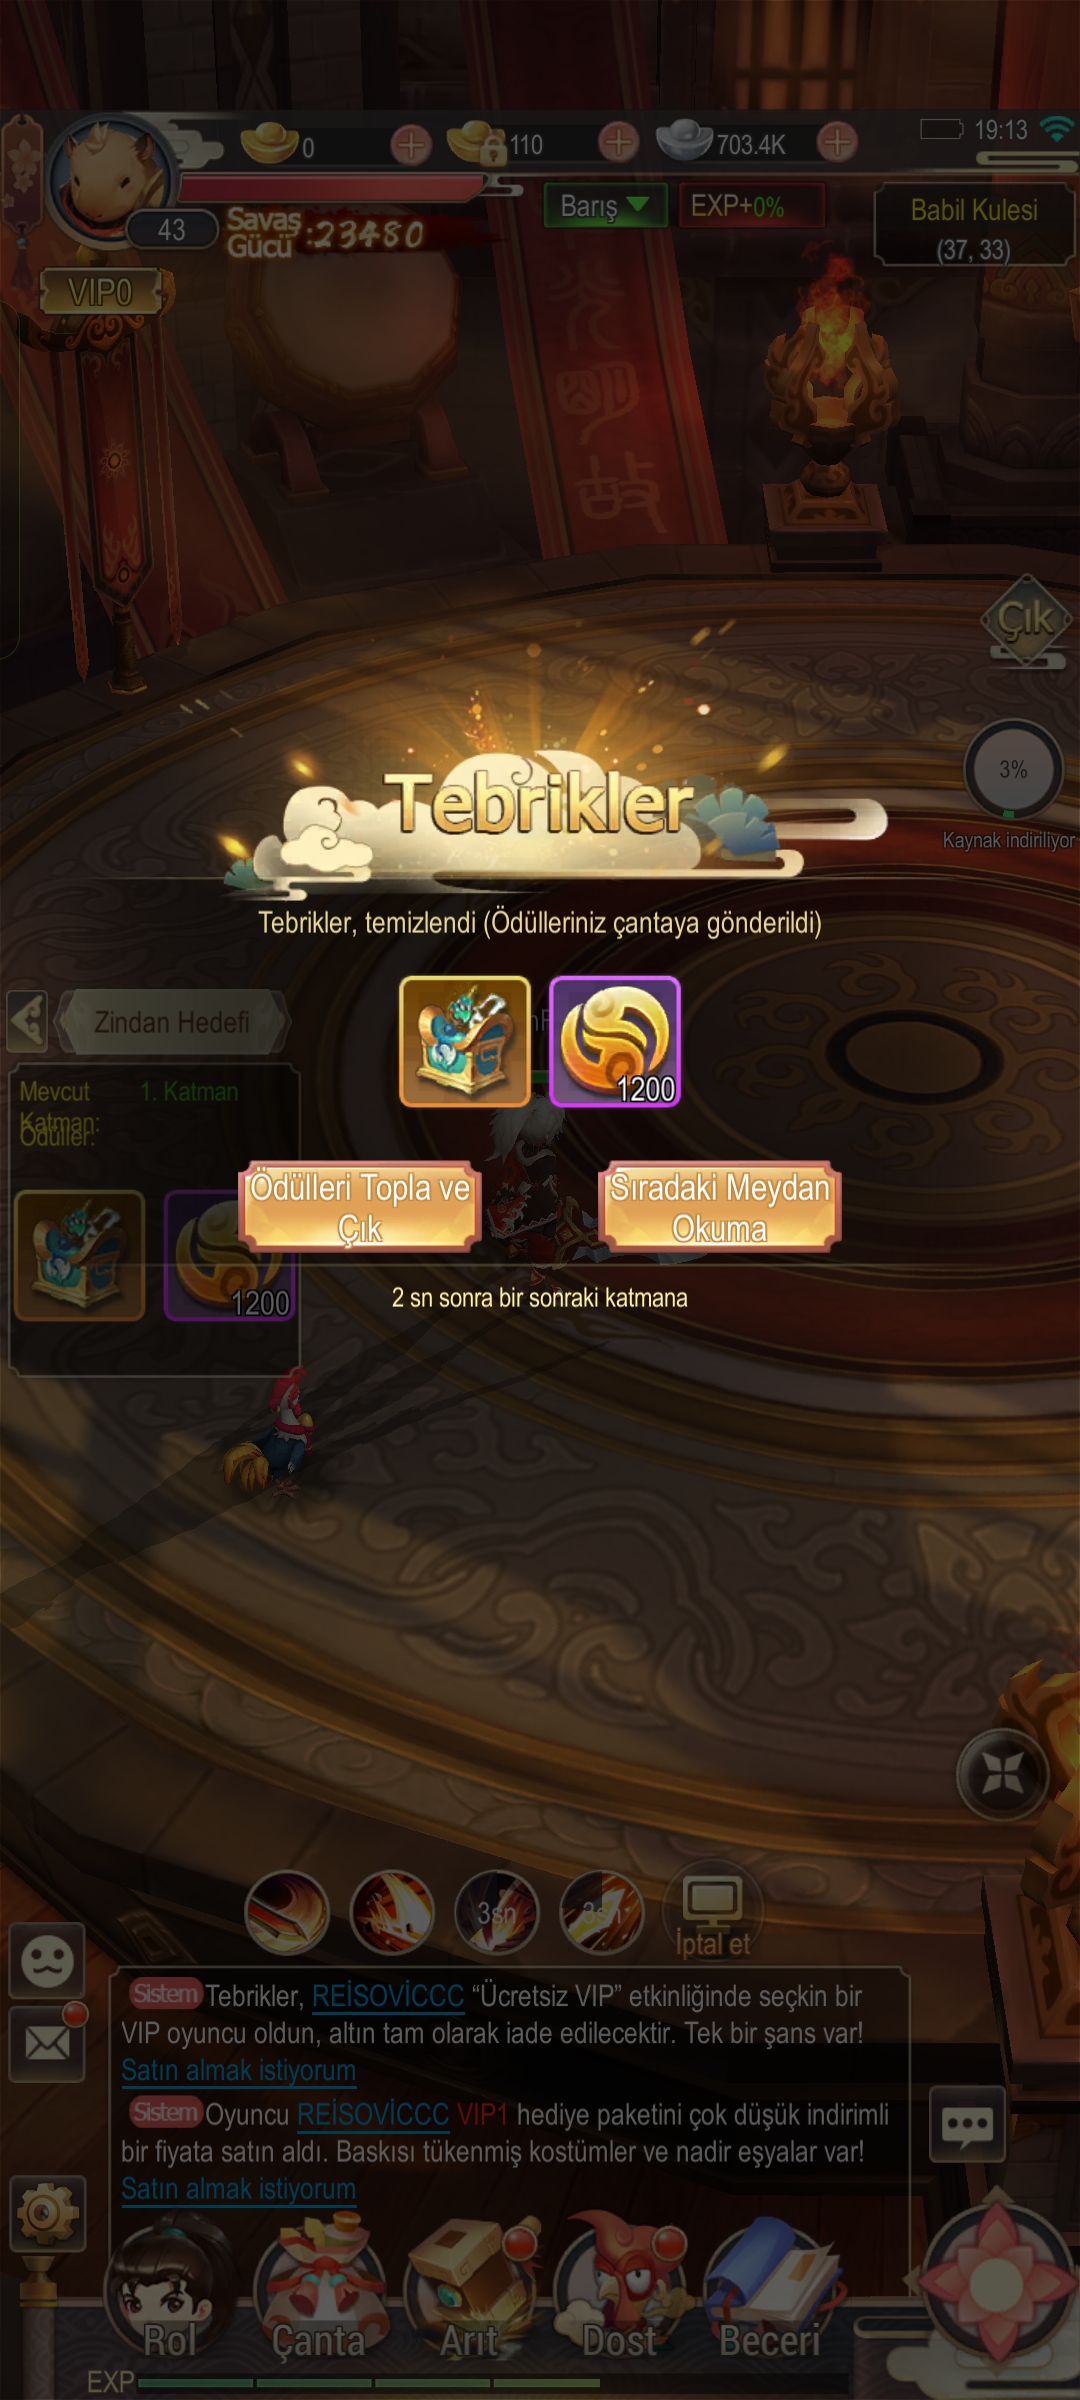 0
110
703.4K
19:13
43
Savaş
Gücü :23480
Barış
EXP+0%
Babil Kulesi
(37, 33)
VIP0
Çık
3%
Kaynak indiriliyor
Tebrikler
Tebrikler, temizlendi (Ödülleriniz çantaya gönderildi)
1200
Zindan Hedefi
Mevcut
Katman:
1. Katman
Ödüller:
1200
Ödülleri Topla ve
Çık
Sıradaki Meydan
Okuma
2 sn sonra bir sonraki katmana
3sn
3sn
İptal et
Sistem Tebrikler, REİSOVİCCC “Ücretsiz VIP” etkinliğinde seçkin bir
VIP oyuncu oldun, altın tam olarak iade edilecektir. Tek bir şans var!
Satın almak istiyorum
Sistem Oyuncu REİSOVİCCC VIP1 hediye paketini çok düşük indirimli
bir fiyata satın aldı. Baskısı tükenmiş kostümler ve nadir eşyalar var!
Satın almak istiyorum
Rol
Çanta
Arıt
Dost
Beceri
EXP